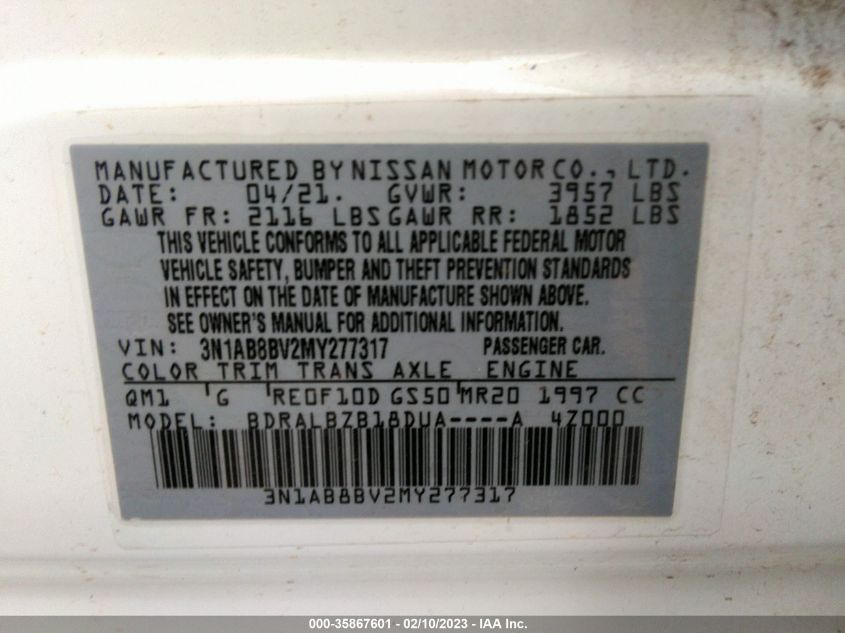 MANUFACTURED BY NISSAN MOTOR CO., LTD.
DATE: 04/21. GVWR: 3957 LBS
GAWR FR: 2116 LBS GAWR RR: 1852 LBS
THIS VEHICLE CONFORMS TO ALL APPLICABLE FEDERAL MOTOR
VEHICLE SAFETY, BUMPER AND THEFT PREVENTION STANDARDS
IN EFFECT ON THE DATE OF MANUFACTURE SHOWN ABOVE.
SEE OWNER'S MANUAL FOR ADDITIONAL INFORMATION.
VIN: 3N1AB8BV2MY277317 PASSENGER CAR.
COLOR TRIM TRANS AXLE ENGINE
QM1 G RE0F10D GS50 MR20 1997 CC
MODEL: BDRALBZB18DUA----A 4Z000
3N1AB8BV2MY277317
000-35867601 - 02/10/2023 - IAA Inc.